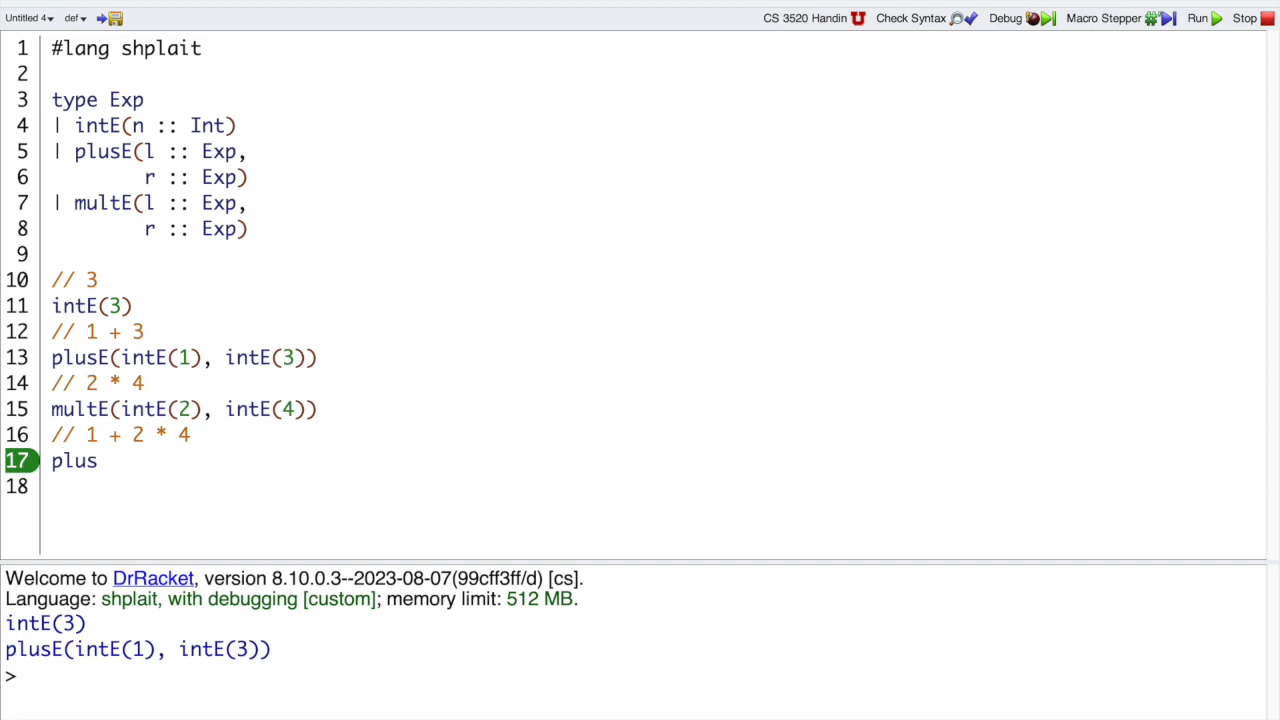 Untitled 4 def CS 3520 Handin Check Syntax Debug Macro Stepper Run Stop
1 #lang shplait
2
3 type Exp
4 | intE(n :: Int)
5 | plusE(l :: Exp,
6 r :: Exp)
7 | multE(l :: Exp,
8 r :: Exp)
9
10 // 3
11 intE(3)
12 // 1 + 3
13 plusE(intE(1), intE(3))
14 // 2 * 4
15 multE(intE(2), intE(4))
16 // 1 + 2 * 4
17 plus
18
Welcome to DrRacket, version 8.10.0.3--2023-08-07(99cff3ff/d) [cs].
Language: shplait, with debugging [custom]; memory limit: 512 MB.
intE(3)
plusE(intE(1), intE(3))
>